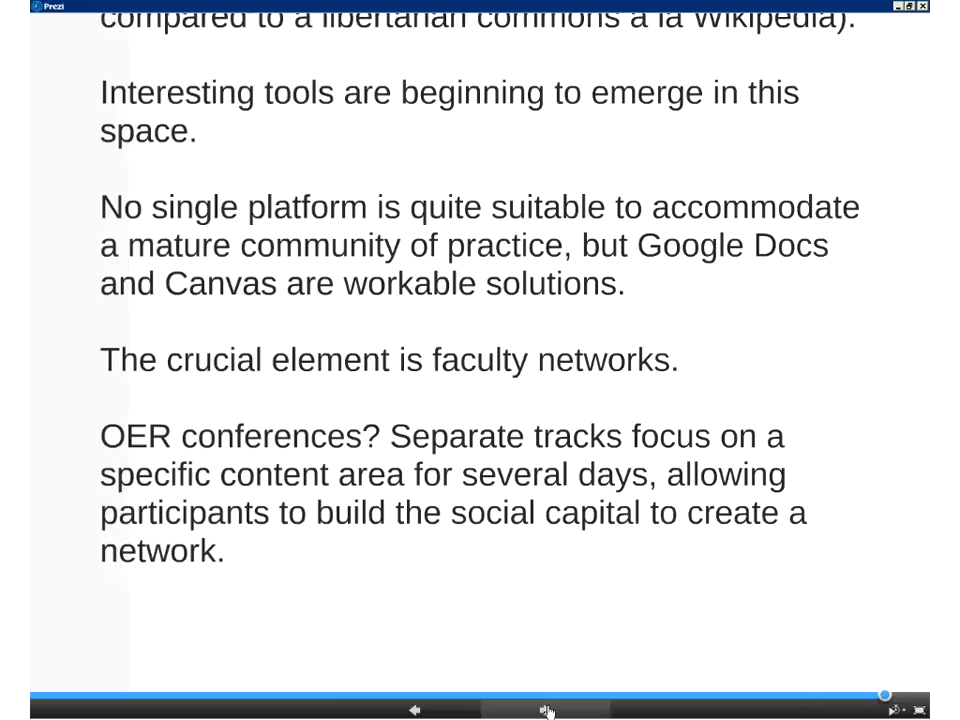 Prezi
compared to a libertarian commons a la Wikipedia).
Interesting tools are beginning to emerge in this
space.
No single platform is quite suitable to accommodate
a mature community of practice, but Google Docs
and Canvas are workable solutions.
The crucial element is faculty networks.
OER conferences? Separate tracks focus on a
specific content area for several days, allowing
participants to build the social capital to create a
network.